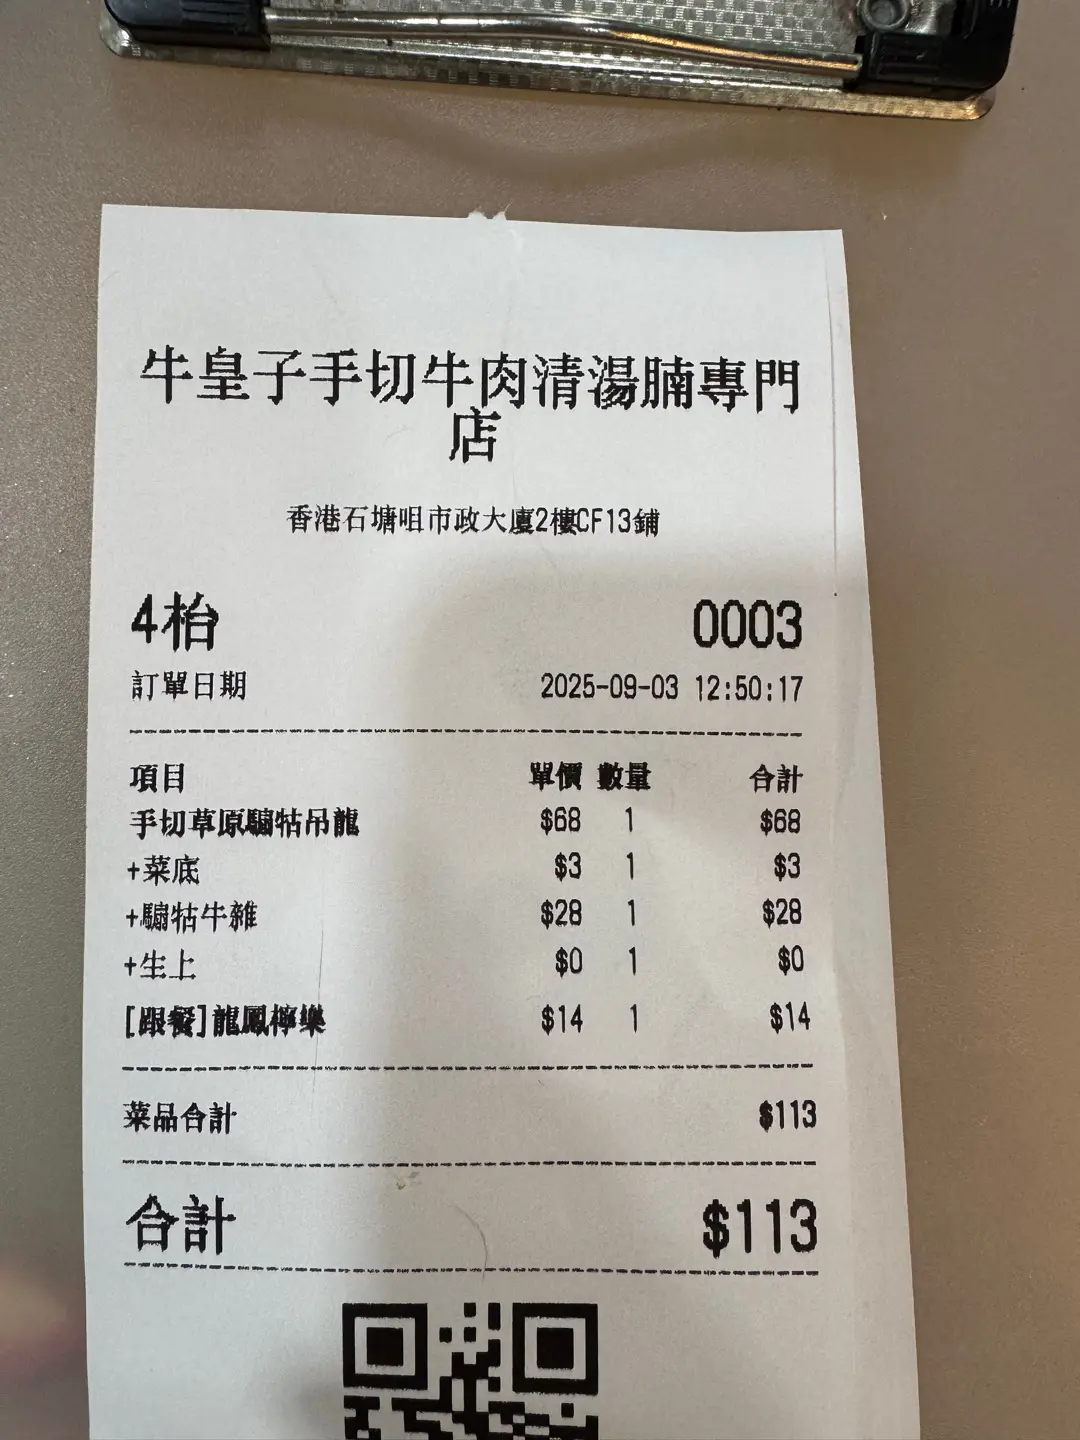 牛皇子手切牛肉清湯腩專門
店
香港石塘咀市政大廈2樓CF13鋪
4枱 0003
訂單日期 2025-09-03 12:50:17
項目 單價 數量 合計
手切草原騸牯吊龍 $68 1 $68
+菜底 $3 1 $3
+騸牯牛雜 $28 1 $28
+生上 $0 1 $0
[跟餐]龍鳳檸樂 $14 1 $14
菜品合計 $113
合計 $113